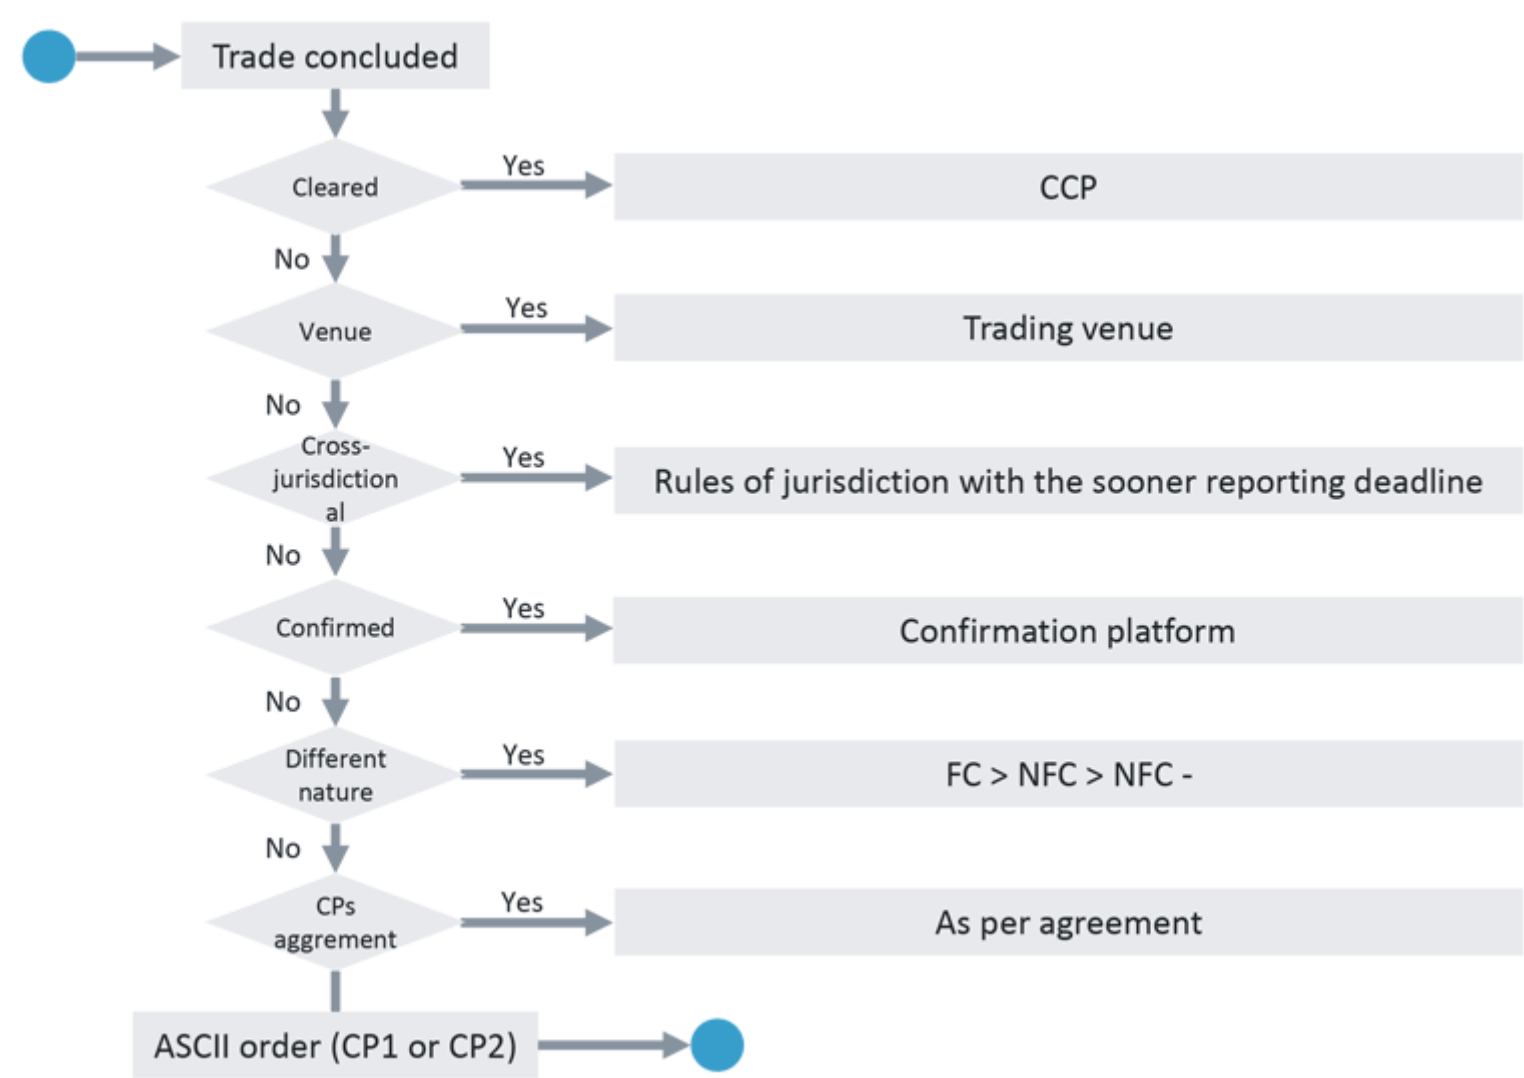 Trade concluded
Cleared
Yes
CCP
No
Venue
Yes
Trading venue
No
Cross-
jurisdiction
al
Yes
Rules of jurisdiction with the sooner reporting deadline
No
Confirmed
Yes
Confirmation platform
No
Different
nature
Yes
FC > NFC > NFC -
No
CPs
aggrement
Yes
As per agreement
ASCII order (CP1 or CP2)